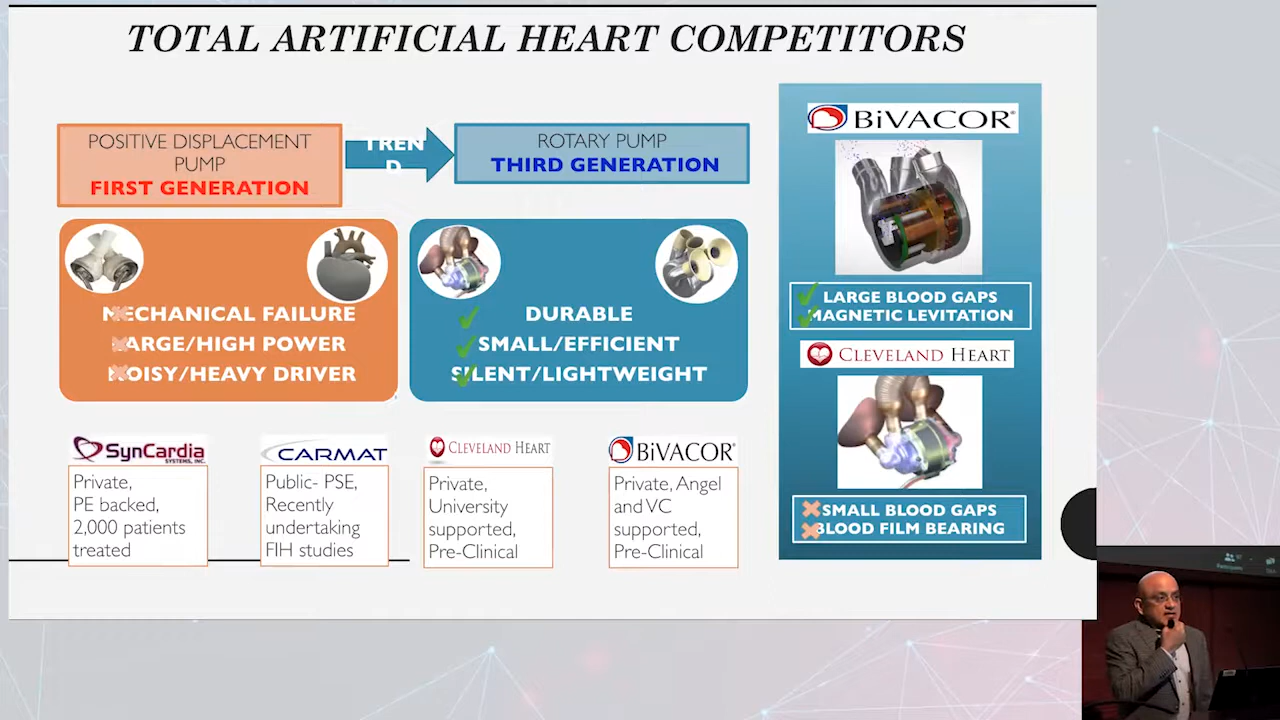 TOTAL ARTIFICIAL HEART COMPETITORS
POSITIVE DISPLACEMENT
PUMP
FIRST GENERATION
TREN
D
ROTARY PUMP
THIRD GENERATION
MECHANICAL FAILURE
LARGE/HIGH POWER
NOISY/HEAVY DRIVER
DURABLE
SMALL/EFFICIENT
SILENT/LIGHTWEIGHT
SynCardia
SYSTEMS, INC.
Private,
PE backed,
2,000 patients
treated
CARMAT
Public- PSE,
Recently
undertaking
FIH studies
CLEVELAND HEART
Private,
University
supported,
Pre-Clinical
BiVACOR
Private, Angel
and VC
supported,
Pre-Clinical
BiVACOR
LARGE BLOOD GAPS
MAGNETIC LEVITATION
CLEVELAND HEART
SMALL BLOOD GAPS
BLOOD FILM BEARING
Participants